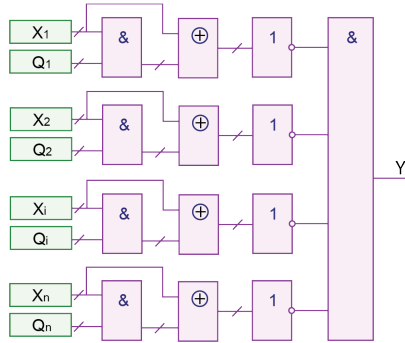 X1 & ⊕ 1 &
Q1
X2 & ⊕ 1
Q2
Y
Xi & ⊕ 1
Qi
Xn & ⊕ 1
Qn